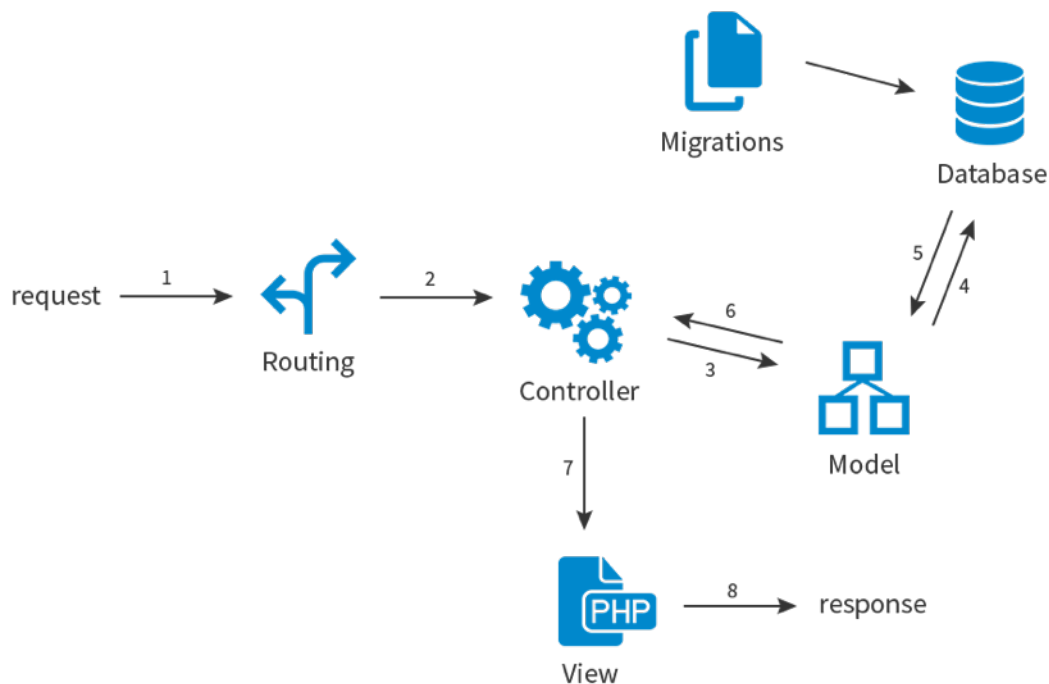 Migrations
Database
5
4
request
1
Routing
2
Controller
6
3
Model
7
PHP
View
8
response